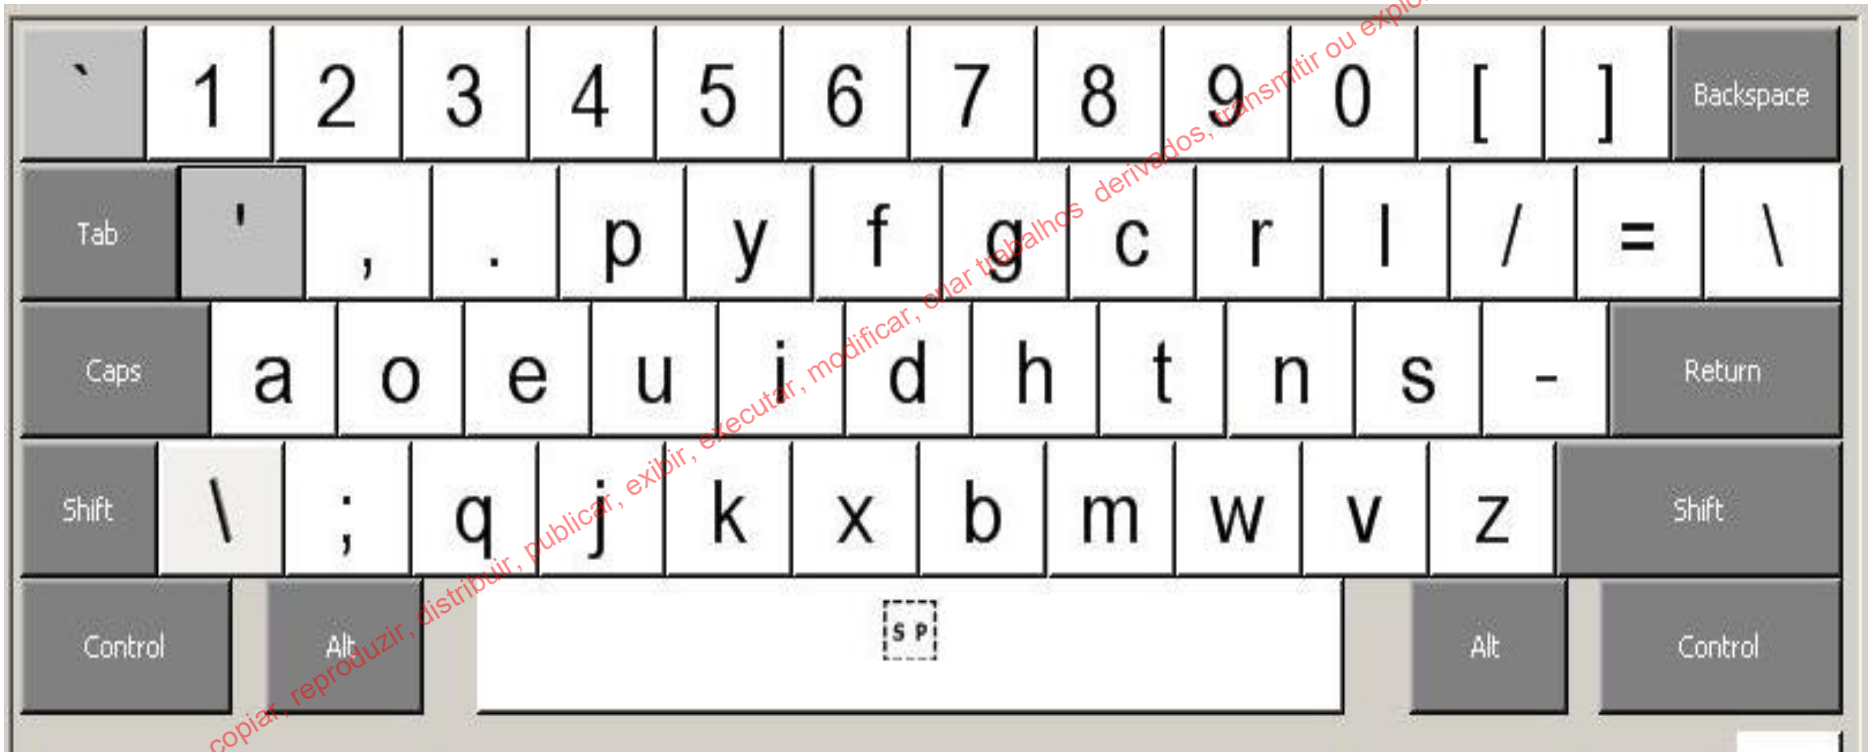 ` 1 2 3 4 5 6 7 8 9 0 [ ] Backspace
Tab ' , . p y f g c r l / = \
Caps a o e u i d h t n s - Return
Shift \ ; q j k x b m w v z Shift
Control Alt SP Alt Control
copiar, reproduzir, distribuir, publicar, exibir, executar, modificar, criar trabalhos derivados, transmitir ou